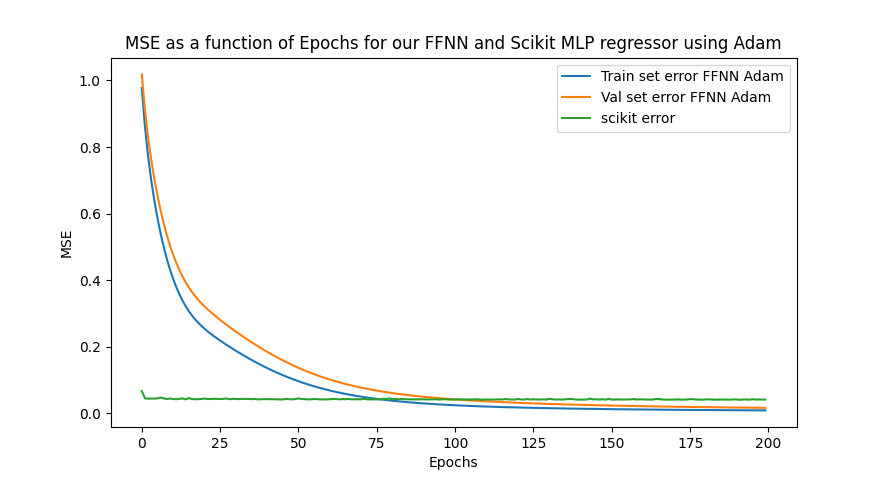 MSE as a function of Epochs for our FFNN and Scikit MLP regressor using Adam
Train set error FFNN Adam
Val set error FFNN Adam
scikit error
MSE
1.0
0.8
0.6
0.4
0.2
0.0
0 25 50 75 100 125 150 175 200
Epochs